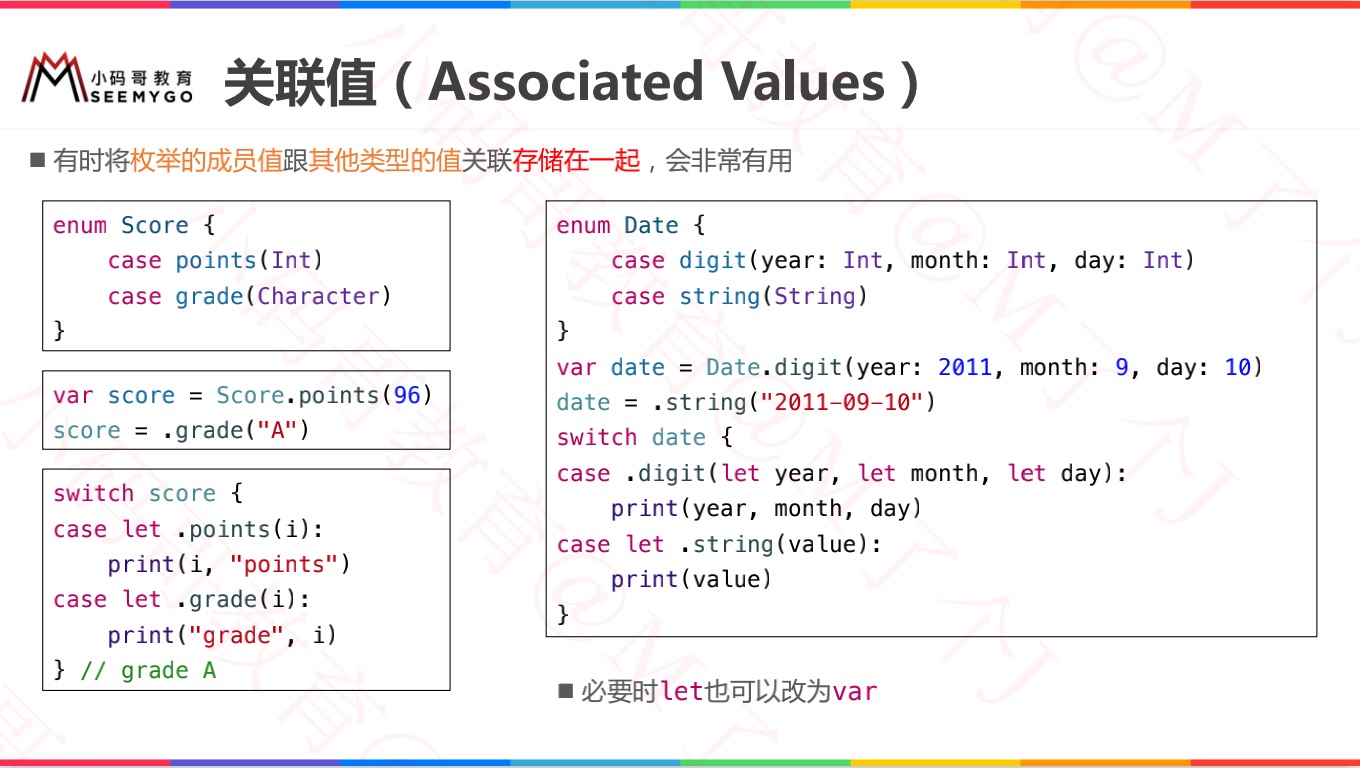 小码哥教育
SEEMYGO
关联值（Associated Values）
■ 有时将枚举的成员值跟其他类型的值关联存储在一起，会非常有用
enum Score {
    case points(Int)
    case grade(Character)
}
var score = Score.points(96)
score = .grade("A")
switch score {
case let .points(i):
    print(i, "points")
case let .grade(i):
    print("grade", i)
} // grade A
enum Date {
    case digit(year: Int, month: Int, day: Int)
    case string(String)
}
var date = Date.digit(year: 2011, month: 9, day: 10)
date = .string("2011-09-10")
switch date {
case .digit(let year, let month, let day):
    print(year, month, day)
case let .string(value):
    print(value)
}
■ 必要时let也可以改为var